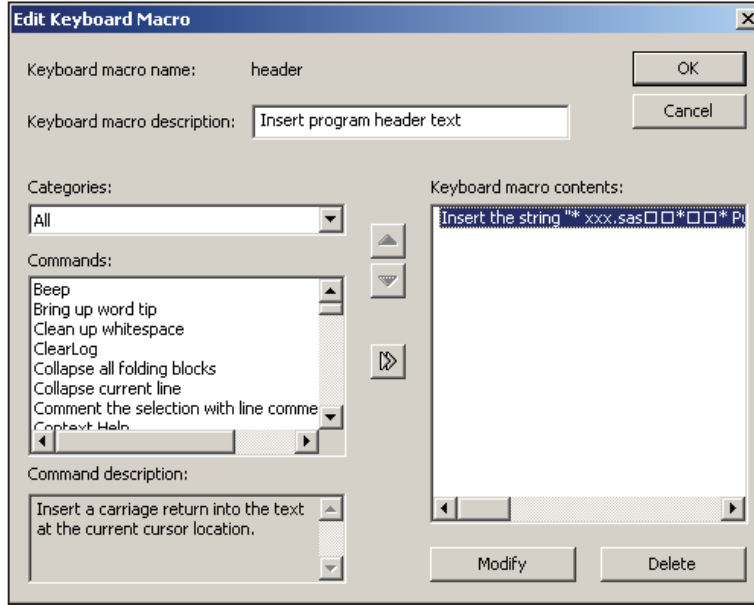 Edit Keyboard Macro
Keyboard macro name: header
OK
Keyboard macro description: Insert program header text
Cancel
Categories:
All
Commands:
Beep
Bring up word tip
Clean up whitespace
ClearLog
Collapse all folding blocks
Collapse current line
Comment the selection with line comme
Context Help
Command description:
Insert a carriage return into the text
at the current cursor location.
Keyboard macro contents:
Insert the string "* xxx.sas□□*□□* Pu
Modify
Delete